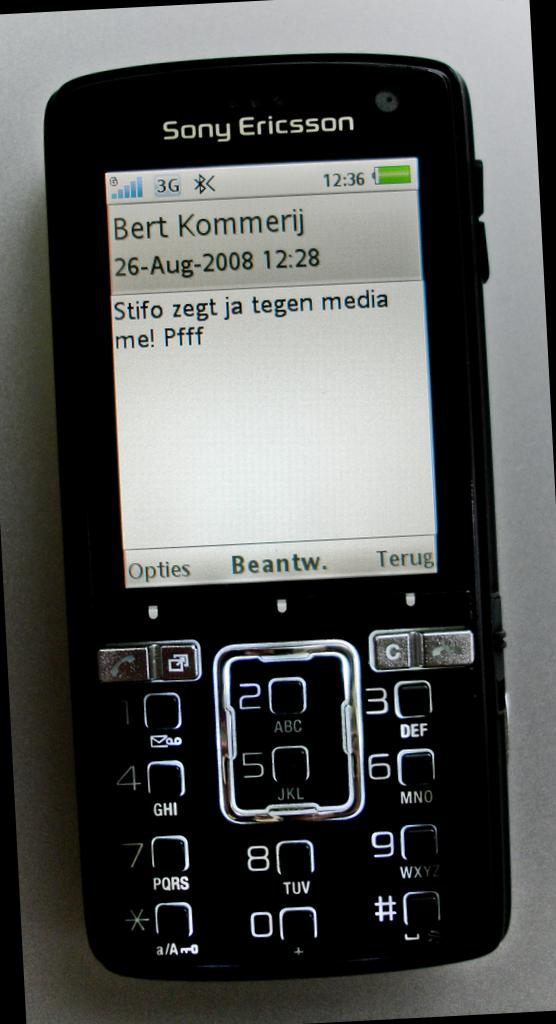 Sony Ericsson
3G 12:36
Bert Kommerij
26-Aug-2008 12:28
Stifo zegt ja tegen media
me! Pfff
Opties Beantw. Terug
C
1 2 ABC 3 DEF
4 GHI 5 JKL 6 MNO
7 PQRS 8 TUV 9 WXYZ
* a/A 0 + #